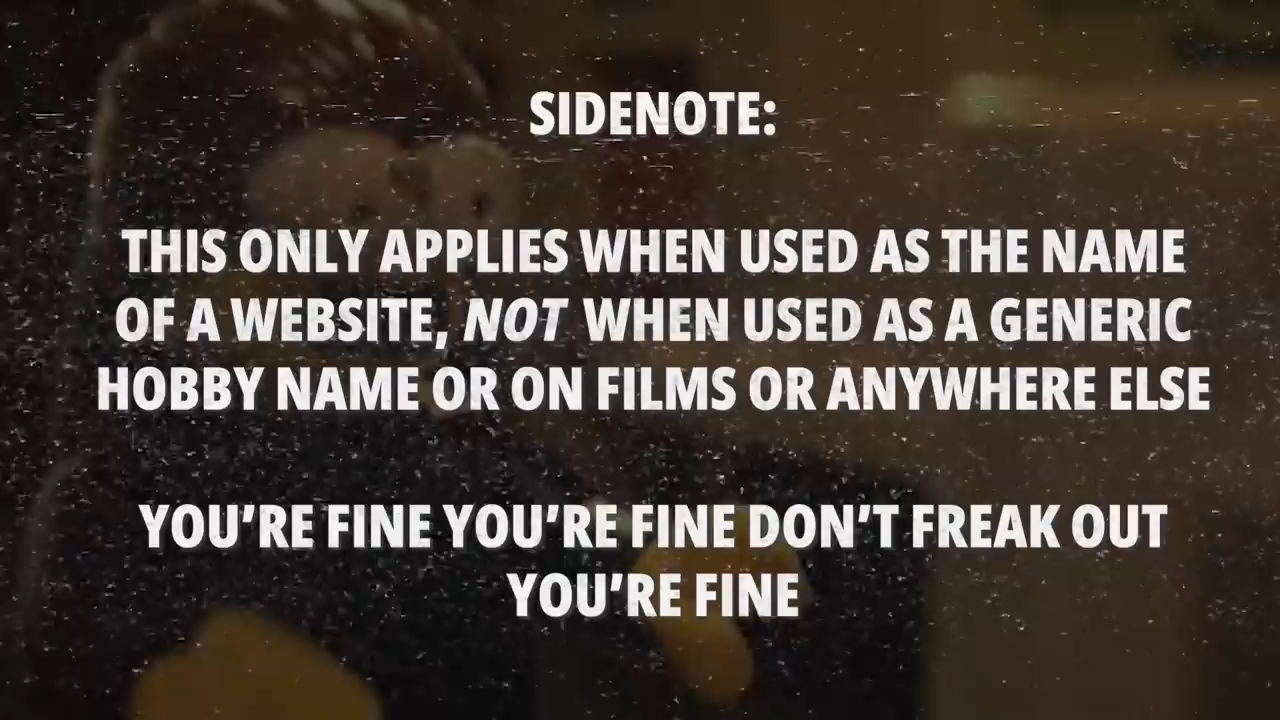 SIDENOTE:
THIS ONLY APPLIES WHEN USED AS THE NAME
OF A WEBSITE, NOT WHEN USED AS A GENERIC
HOBBY NAME OR ON FILMS OR ANYWHERE ELSE
YOU'RE FINE YOU'RE FINE DON'T FREAK OUT
YOU'RE FINE